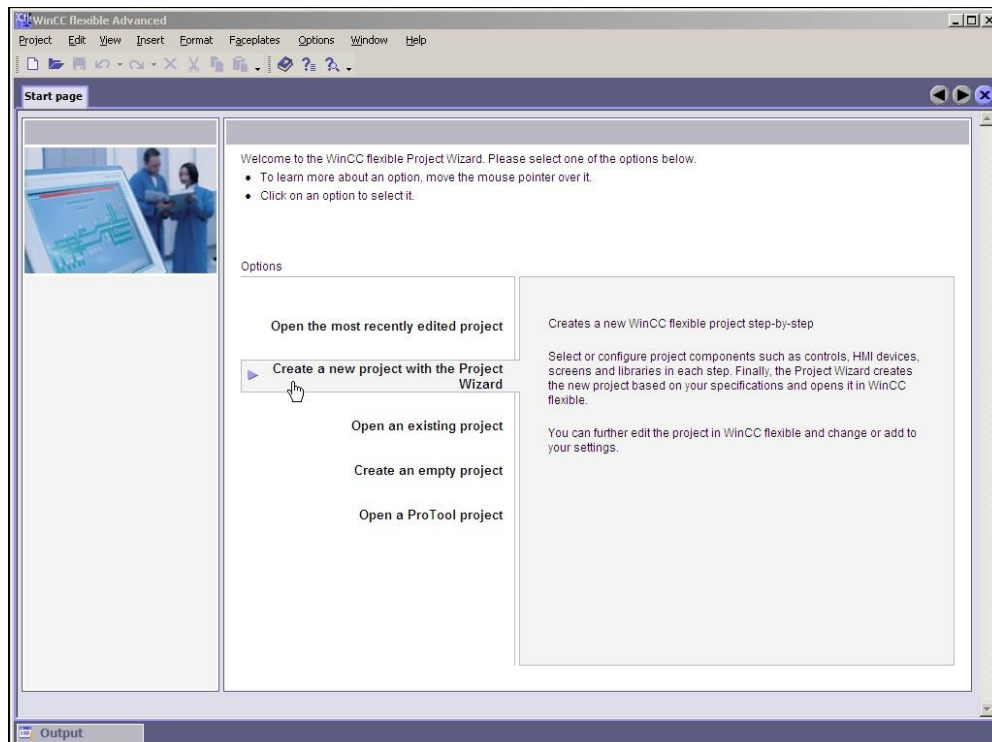 WinCC flexible Advanced
Project Edit View Insert Format Faceplates Options Window Help
Start page
Welcome to the WinCC flexible Project Wizard. Please select one of the options below.
• To learn more about an option, move the mouse pointer over it.
• Click on an option to select it.
Options
Open the most recently edited project
Create a new project with the Project
Wizard
Open an existing project
Create an empty project
Open a ProTool project
Creates a new WinCC flexible project step-by-step
Select or configure project components such as controls, HMI devices,
screens and libraries in each step. Finally, the Project Wizard creates
the new project based on your specifications and opens it in WinCC
flexible.
You can further edit the project in WinCC flexible and change or add to
your settings.
Output